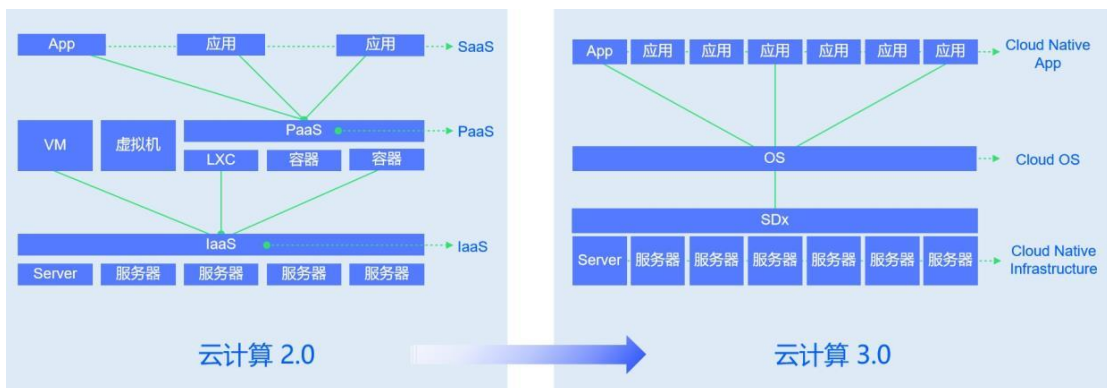 App 应用 应用 SaaS
PaaS PaaS
VM 虚拟机
LXC 容器 容器
IaaS IaaS
Server 服务器 服务器 服务器 服务器
云计算 2.0
App 应用 应用 应用 应用 应用 应用
Cloud Native
App
OS Cloud OS
SDx
Server 服务器 服务器 服务器 服务器 服务器 服务器
Cloud Native
Infrastructure
云计算 3.0